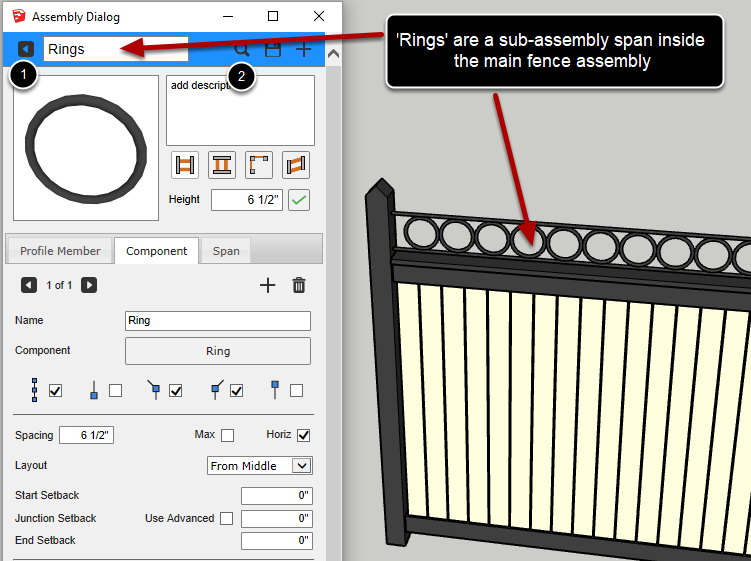 Assembly Dialog
Rings
1
2
'Rings' are a sub-assembly span inside
the main fence assembly
add descript
Height 6 1/2"
Profile Member Component Span
1 of 1
Name Ring
Component Ring
Spacing 6 1/2" Max Horiz
Layout From Middle
Start Setback 0"
Junction Setback Use Advanced 0"
End Setback 0"